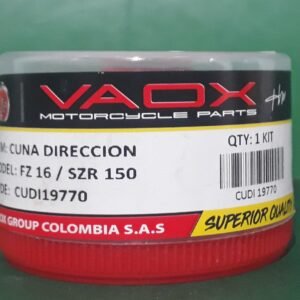 VAOX
MOTORCYCLE PARTS
M: CUNA DIRECCION
QTY: 1 KIT
DEL: FZ 16 / SZR 150
DE: CUDI19770
CUDI 19770
OX GROUP COLOMBIA S.A.S
SUPERIOR QUALITY